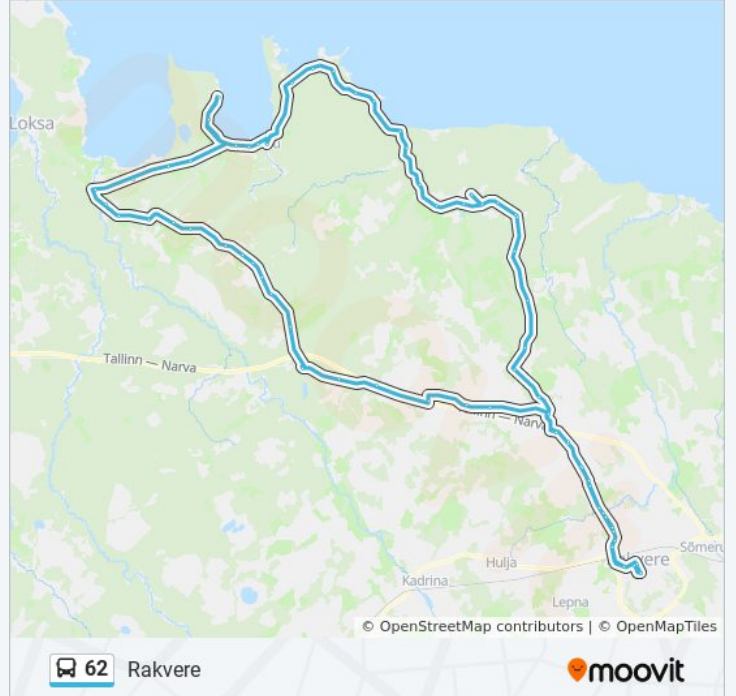 Loksa
Tallinn — Narva
— Narva
Sõmeru
Hulja
Kadrina
Lepna
© OpenStreetMap contributors | © OpenMapTiles
62 Rakvere
moovit